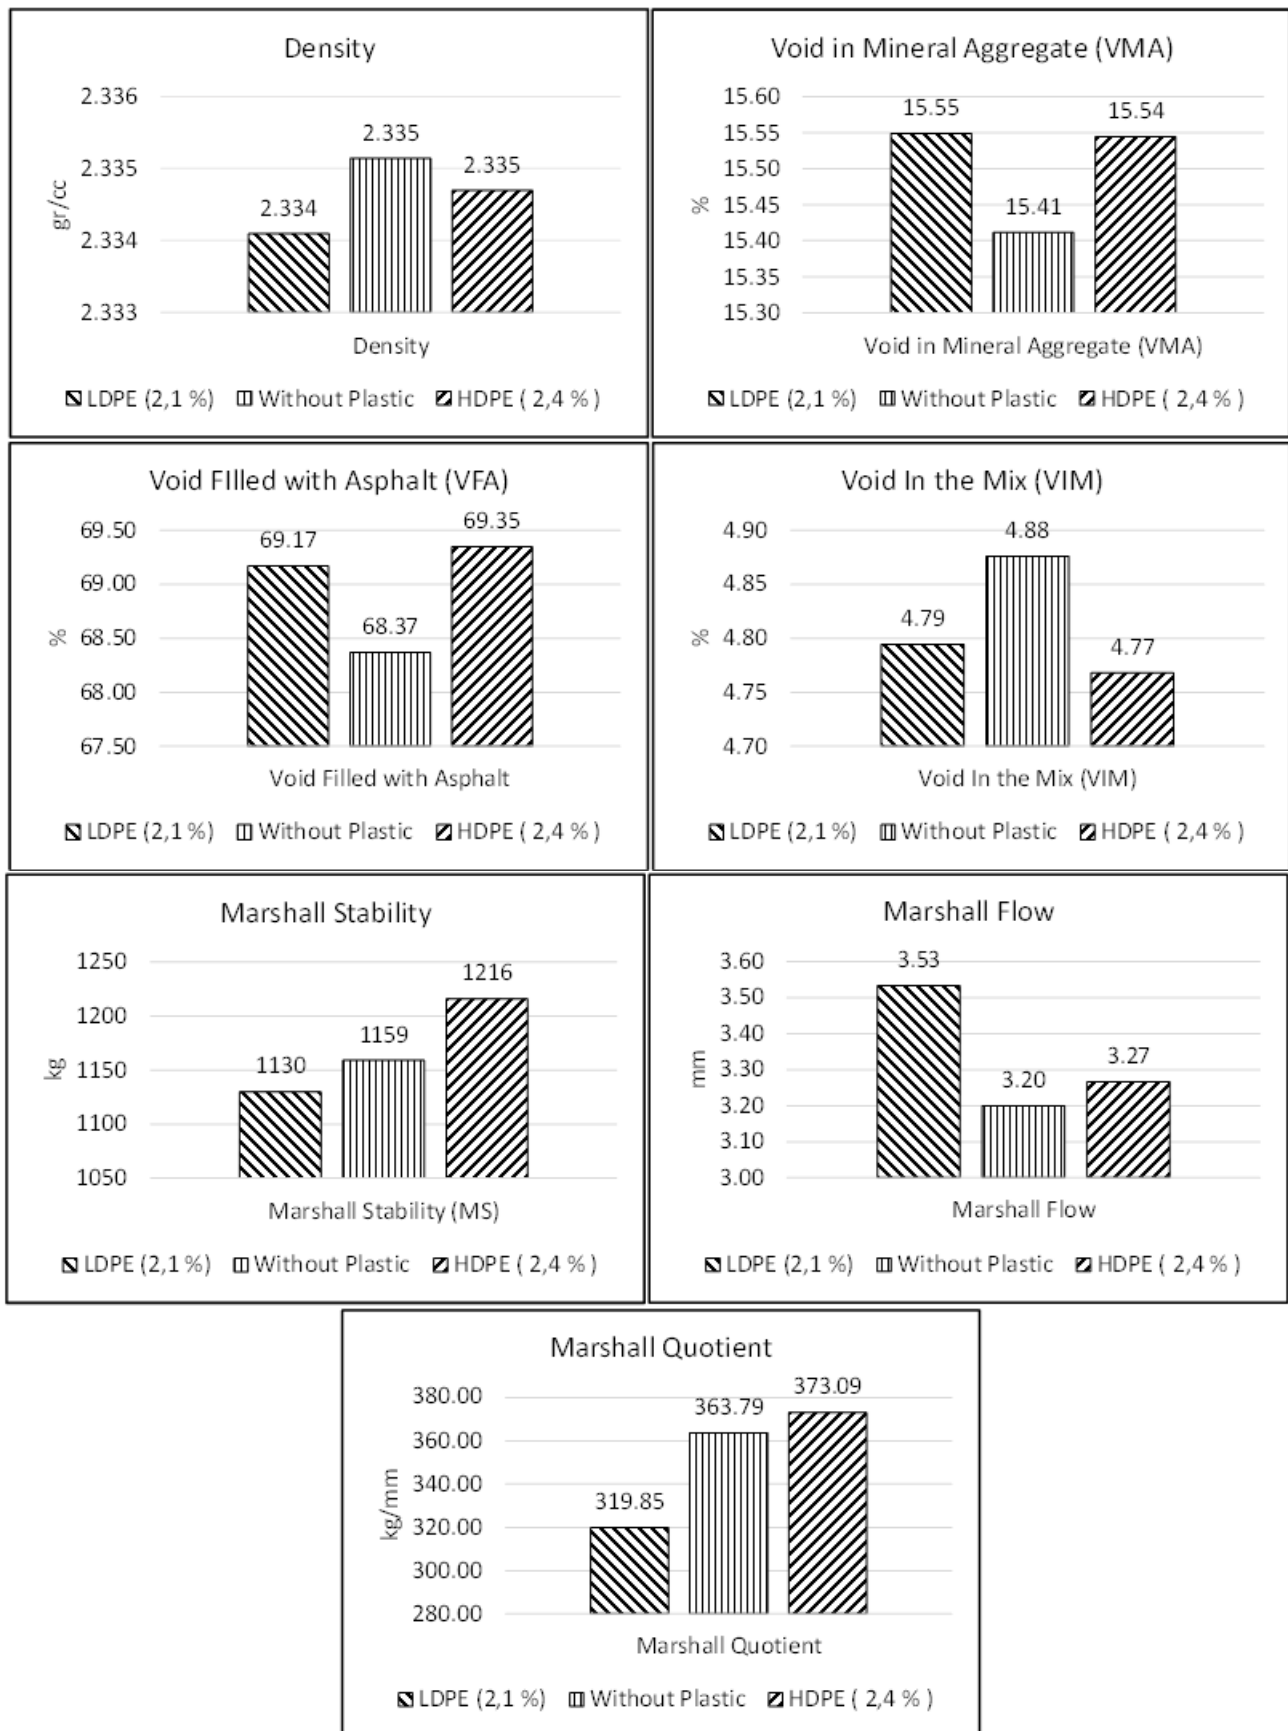 Density
2.336
2.335
2.334
2.333
gr/cc
2.334
2.335
2.335
Density
LDPE (2,1 %) Without Plastic HDPE ( 2,4 % )
Void in Mineral Aggregate (VMA)
15.60
15.55
15.50
15.45
15.40
15.35
15.30
%
15.55
15.41
15.54
Void in Mineral Aggregate (VMA)
LDPE (2,1 %) Without Plastic HDPE ( 2,4 % )
Void FIlled with Asphalt (VFA)
69.50
69.00
68.50
68.00
67.50
%
69.17
68.37
69.35
Void Filled with Asphalt
LDPE (2,1 %) Without Plastic HDPE ( 2,4 % )
Void In the Mix (VIM)
4.90
4.85
4.80
4.75
4.70
%
4.79
4.88
4.77
Void In the Mix (VIM)
LDPE (2,1 %) Without Plastic HDPE ( 2,4 % )
Marshall Stability
1250
1200
1150
1100
1050
kg
1130
1159
1216
Marshall Stability (MS)
LDPE (2,1 %) Without Plastic HDPE ( 2,4 % )
Marshall Flow
3.60
3.50
3.40
3.30
3.20
3.10
3.00
mm
3.53
3.20
3.27
Marshall Flow
LDPE (2,1 %) Without Plastic HDPE ( 2,4 % )
Marshall Quotient
380.00
360.00
340.00
320.00
300.00
280.00
kg/mm
319.85
363.79
373.09
Marshall Quotient
LDPE (2,1 %) Without Plastic HDPE ( 2,4 % )